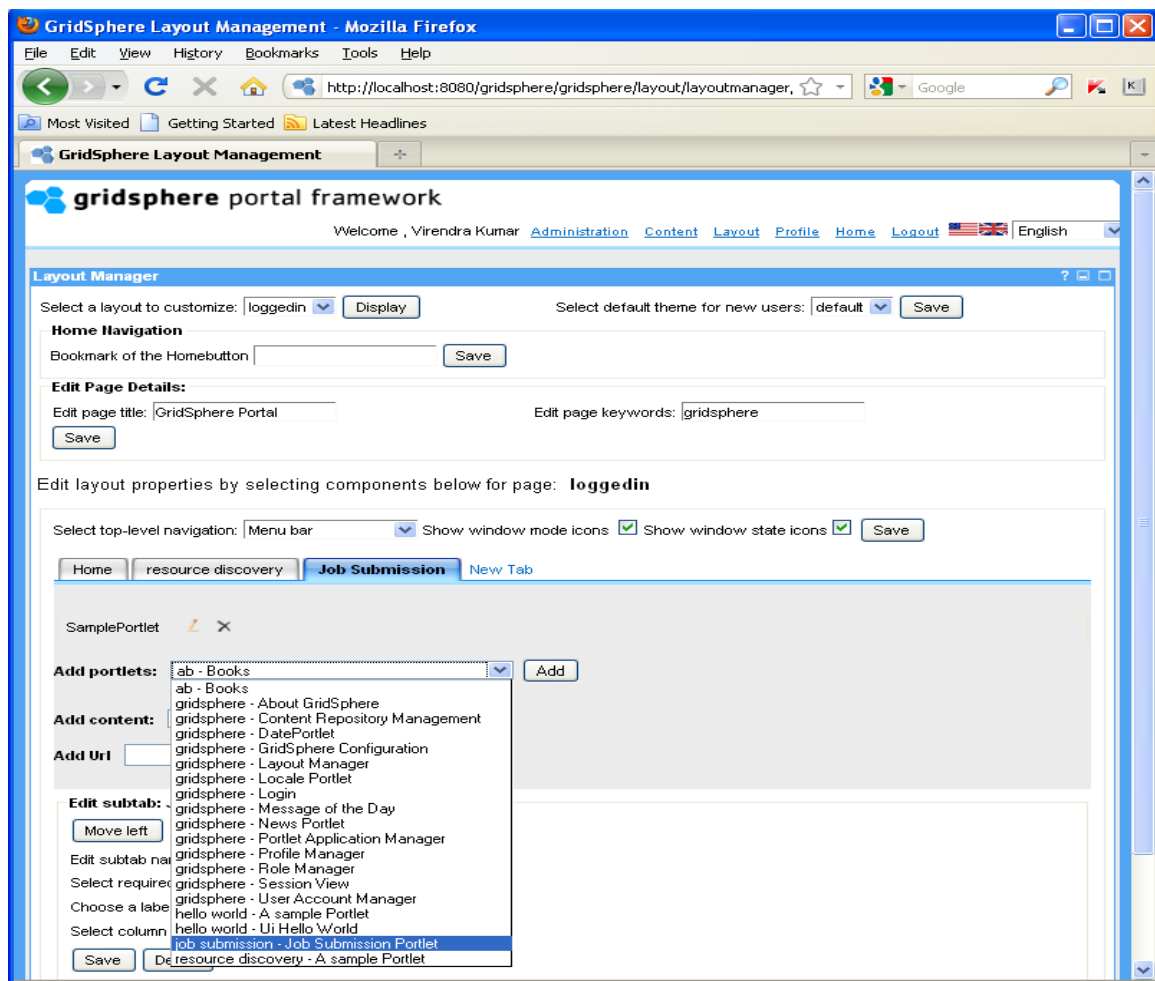 GridSphere Layout Management - Mozilla Firefox
File Edit View History Bookmarks Tools Help
http://localhost:8080/gridsphere/gridsphere/layout/layoutmanager, Google
Most Visited Getting Started Latest Headlines
GridSphere Layout Management
gridsphere portal framework
Welcome , Virendra Kumar Administration Content Layout Profile Home Logout English
Layout Manager ?
Select a layout to customize: loggedin Display Select default theme for new users: default Save
Home Navigation
Bookmark of the Homebutton Save
Edit Page Details:
Edit page title: GridSphere Portal Edit page keywords: gridsphere
Save
Edit layout properties by selecting components below for page: loggedin
Select top-level navigation: Menu bar Show window mode icons Show window state icons Save
Home resource discovery Job Submission New Tab
SamplePortlet
Add portlets: ab - Books Add
ab - Books
gridsphere - About GridSphere
Add content: gridsphere - Content Repository Management
gridsphere - DatePortlet
gridsphere - GridSphere Configuration
Add Url
gridsphere - Layout Manager
gridsphere - Locale Portlet
gridsphere - Login
Edit subtab:
gridsphere - Message of the Day
gridsphere - News Portlet
Move left
gridsphere - Portlet Application Manager
gridsphere - Profile Manager
Edit subtab na
gridsphere - Role Manager
Select required
gridsphere - Session View
gridsphere - User Account Manager
Choose a labe
hello world - A sample Portlet
hello world - Ui Hello World
Select column
job submission - Job Submission Portlet
Save De
resource discovery - A sample Portlet